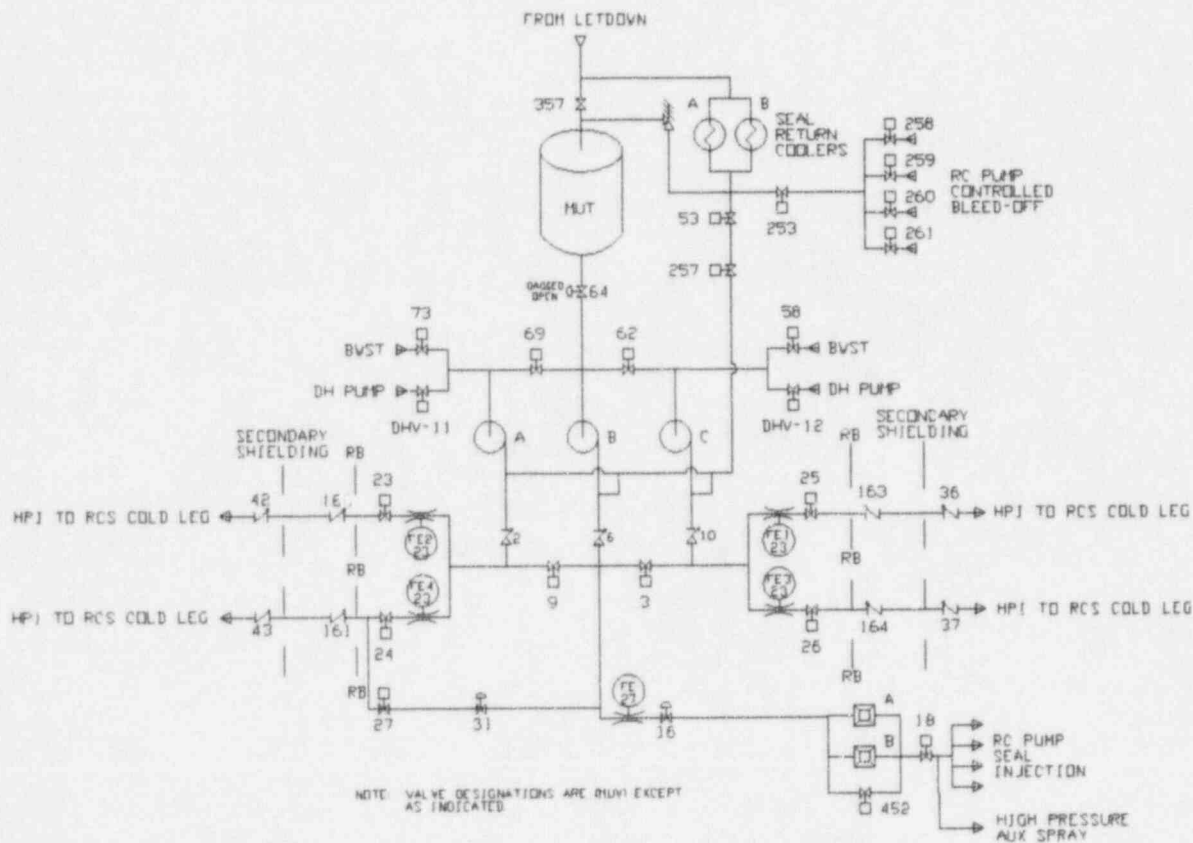 FROM LETDOWN
357
A
B
SEAL
RETURN
COOLERS
258
259
260
261
RC PUMP
CONTROLLED
BLEED-OFF
MUT
53
253
257
GAGGED
OPEN
64
73
69
62
58
BWST
BWST
DH PUMP
DH PUMP
DHV-11
DHV-12
A
B
C
SECONDARY
SHIELDING
RB
RB
SECONDARY
SHIELDING
42
16
23
25
163
36
HPI TO RCS COLD LEG
HPI TO RCS COLD LEG
FE2
23
FE1
23
2
6
10
RB
RB
FE4
23
FE3
23
9
3
HPI TO RCS COLD LEG
HPI TO RCS COLD LEG
43
161
24
26
164
37
RB
RB
27
31
FE
27
16
A
B
18
RC PUMP
SEAL
INJECTION
452
NOTE: VALVE DESIGNATIONS ARE (MUV) EXCEPT
AS INDICATED
HIGH PRESSURE
AUX SPRAY